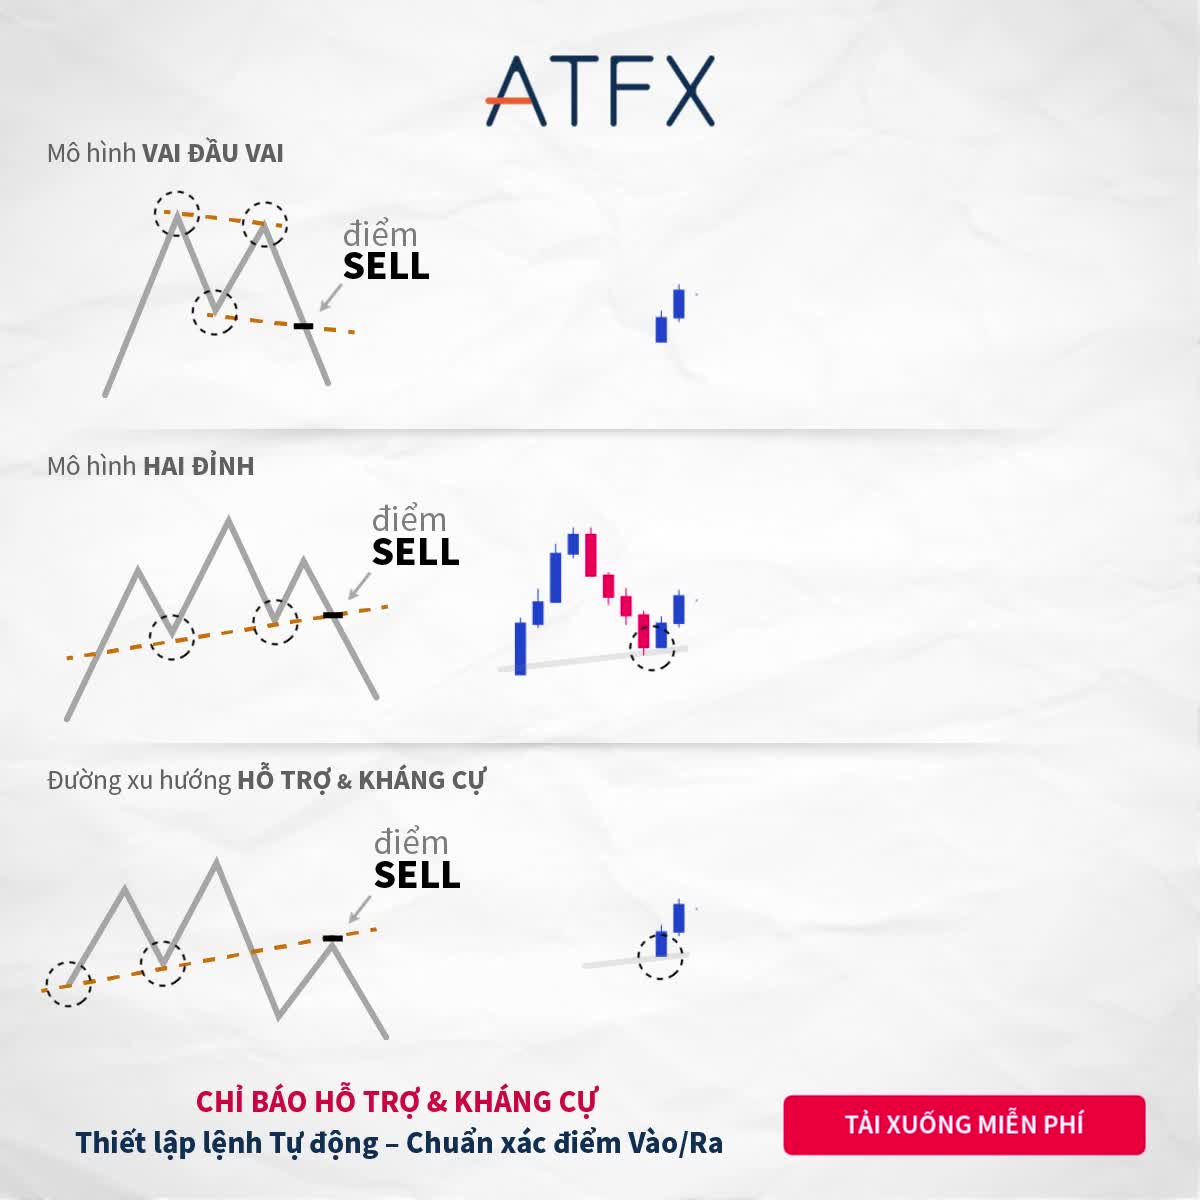 ATFX
Mô hình VAI ĐẦU VAI
điểm
SELL
Mô hình HAI ĐỈNH
điểm
SELL
Đường xu hướng HỖ TRỢ & KHÁNG CỰ
điểm
SELL
CHỈ BÁO HỖ TRỢ & KHÁNG CỰ
Thiết lập lệnh Tự động – Chuẩn xác điểm Vào/Ra
TẢI XUỐNG MIỄN PHÍ